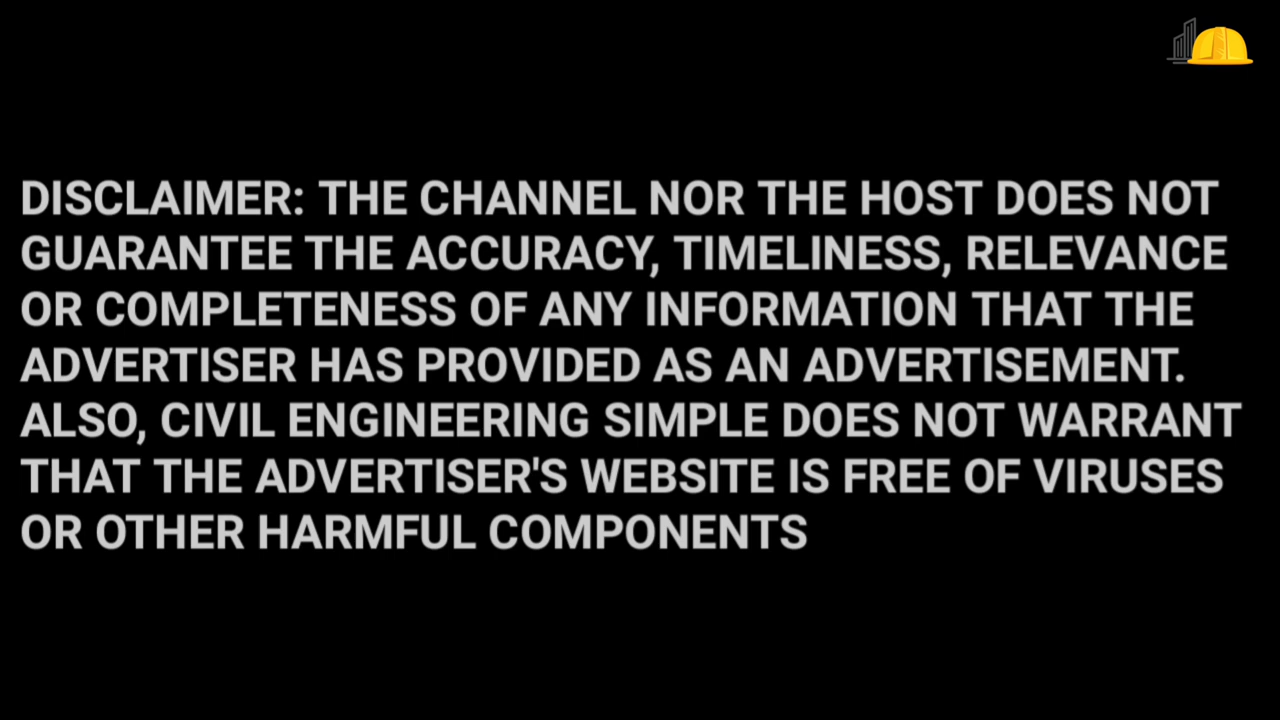 DISCLAIMER: THE CHANNEL NOR THE HOST DOES NOT
GUARANTEE THE ACCURACY, TIMELINESS, RELEVANCE
OR COMPLETENESS OF ANY INFORMATION THAT THE
ADVERTISER HAS PROVIDED AS AN ADVERTISEMENT.
ALSO, CIVIL ENGINEERING SIMPLE DOES NOT WARRANT
THAT THE ADVERTISER'S WEBSITE IS FREE OF VIRUSES
OR OTHER HARMFUL COMPONENTS